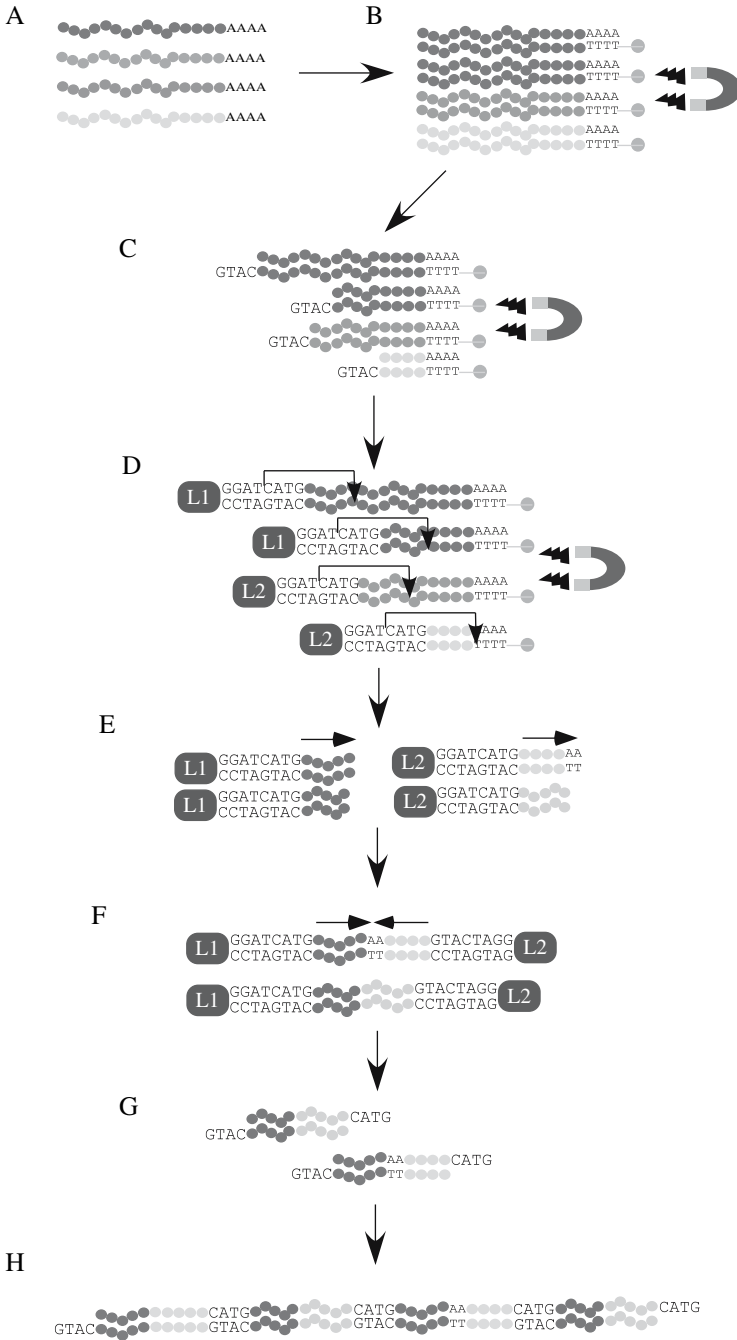 A
AAAA
AAAA
AAAA
AAAA
B
AAAA
TTTT
AAAA
TTTT
AAAA
TTTT
AAAA
TTTT
C
AAAA
GTAC TTTT
AAAA
GTAC TTTT
AAAA
GTAC TTTT
AAAA
GTAC TTTT
D
L1
GGATCATG AAAA
CCTAGTAC TTTT
L1
GGATCATG AAAA
CCTAGTAC TTTT
L2
GGATCATG AAAA
CCTAGTAC TTTT
L2
GGATCATG AAAA
CCTAGTAC TTTT
E
L1
GGATCATG
CCTAGTAC
L1
GGATCATG
CCTAGTAC
L2
GGATCATG AA
CCTAGTAC TT
L2
GGATCATG
CCTAGTAC
F
L1
GGATCATG AA GTACTAGG
CCTAGTAC TT CCTAGTAG
L2
L1
GGATCATG GTACTAGG
CCTAGTAC CCTAGTAG
L2
G
CATG
GTAC
AA CATG
GTAC TT
H
CATG CATG AA CATG CATG
GTAC GTAC GTAC TT GTAC